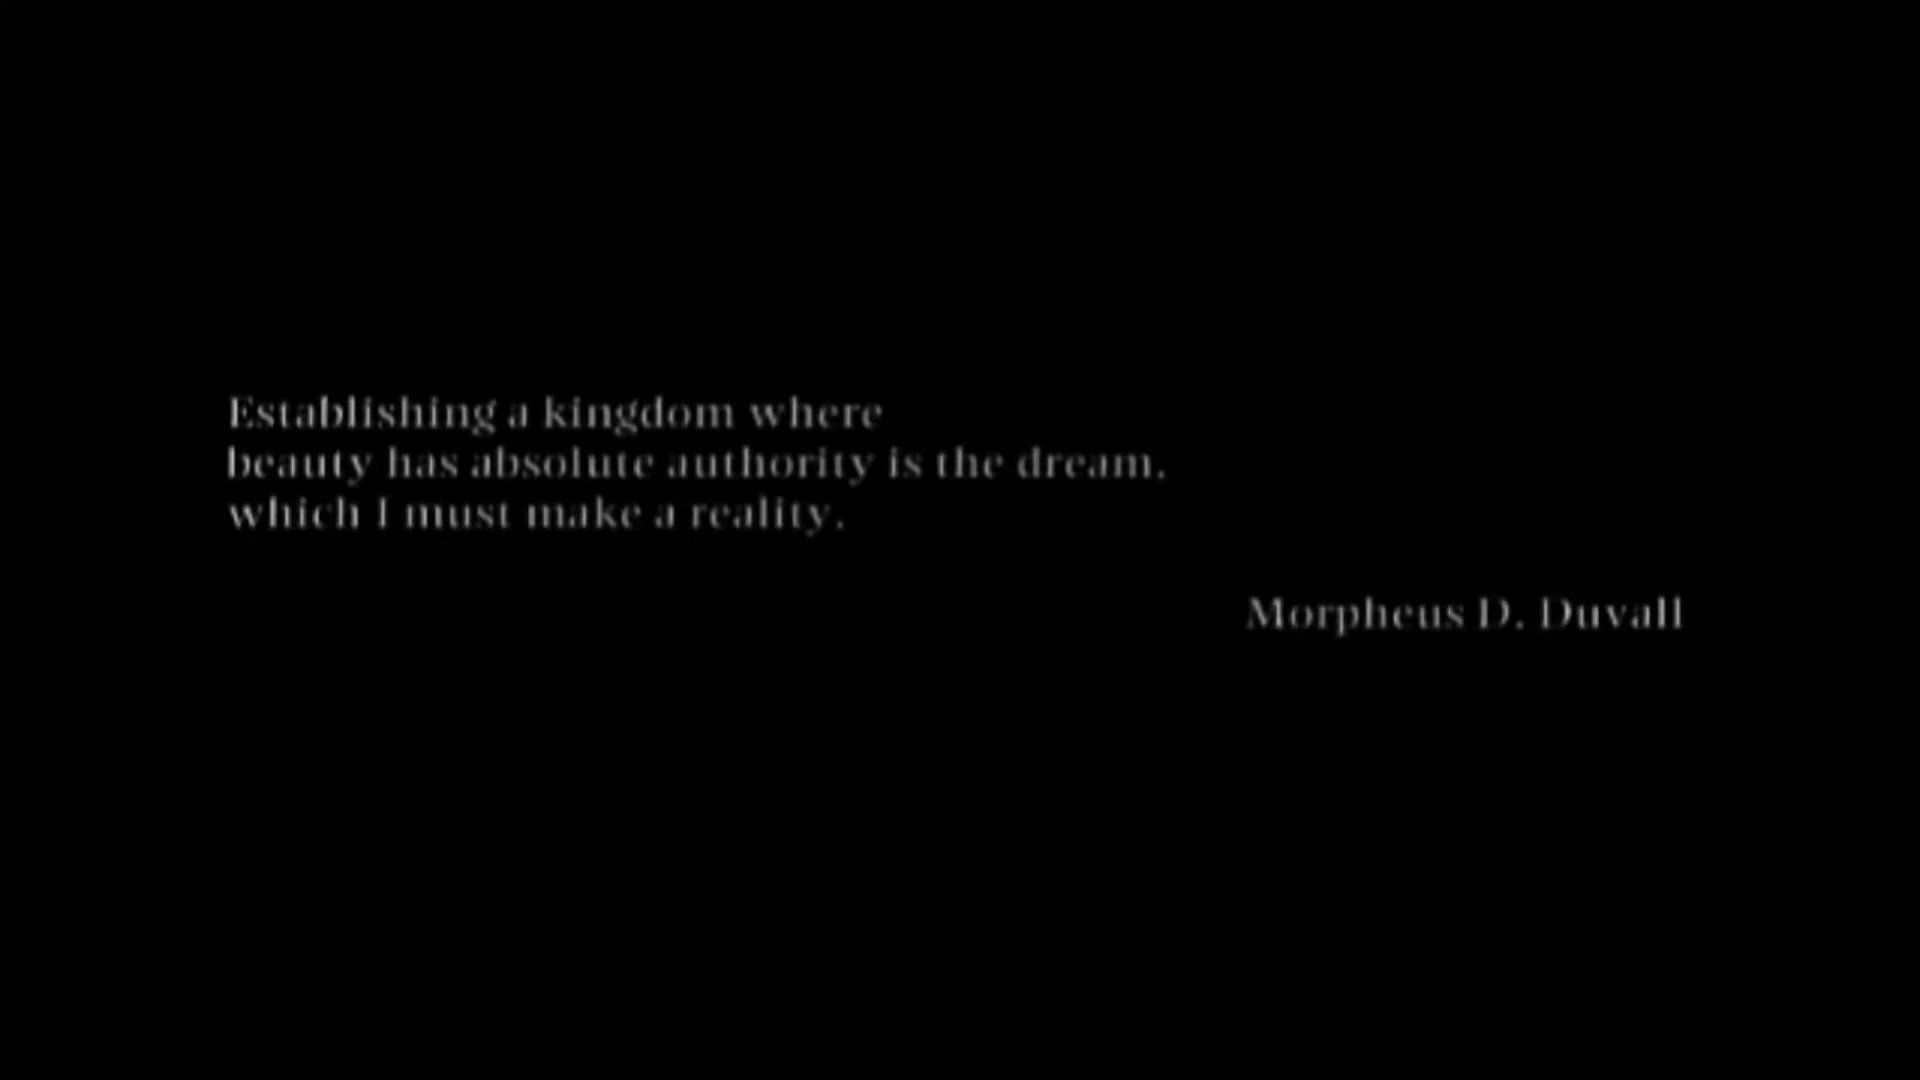 Establishing a kingdom where
beauty has absolute authority is the dream,
which I must make a reality.
Morpheus D. Duvall